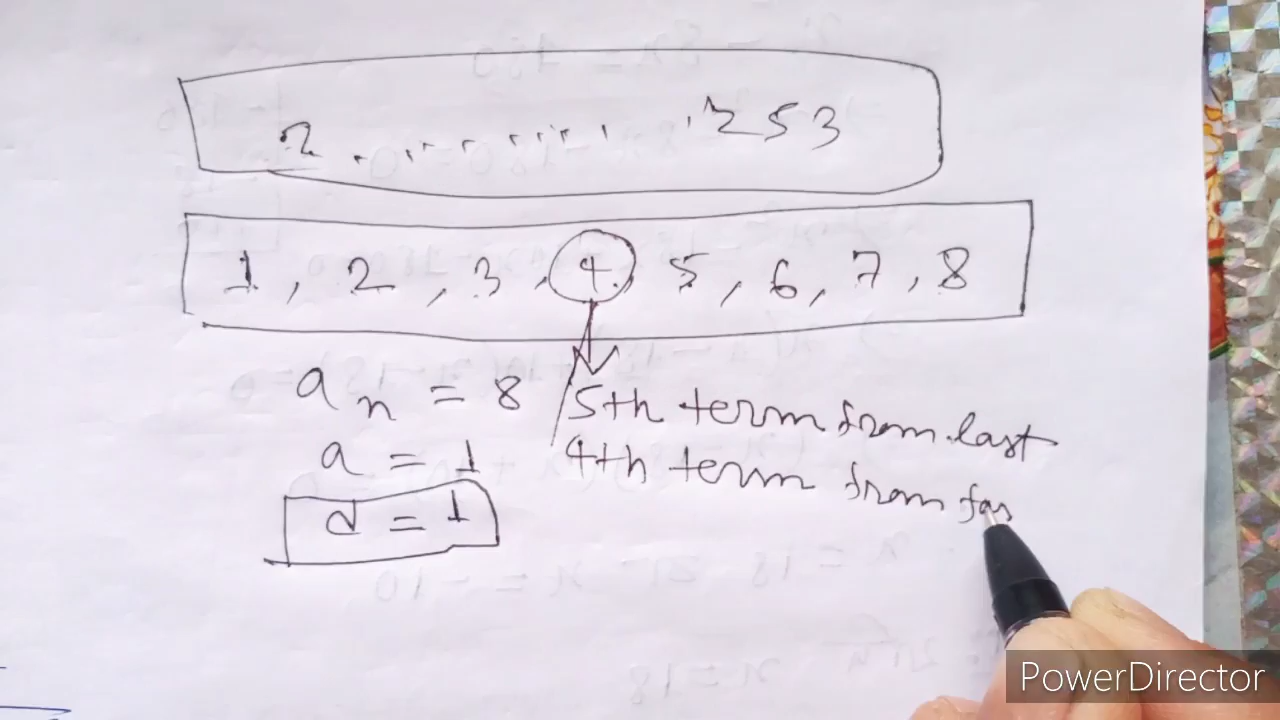 2 ............ 253
1, 2, 3, 4, 5, 6, 7, 8
aₙ = 8
5th term from last
a = 1
4th term from
d = 1
PowerDirector